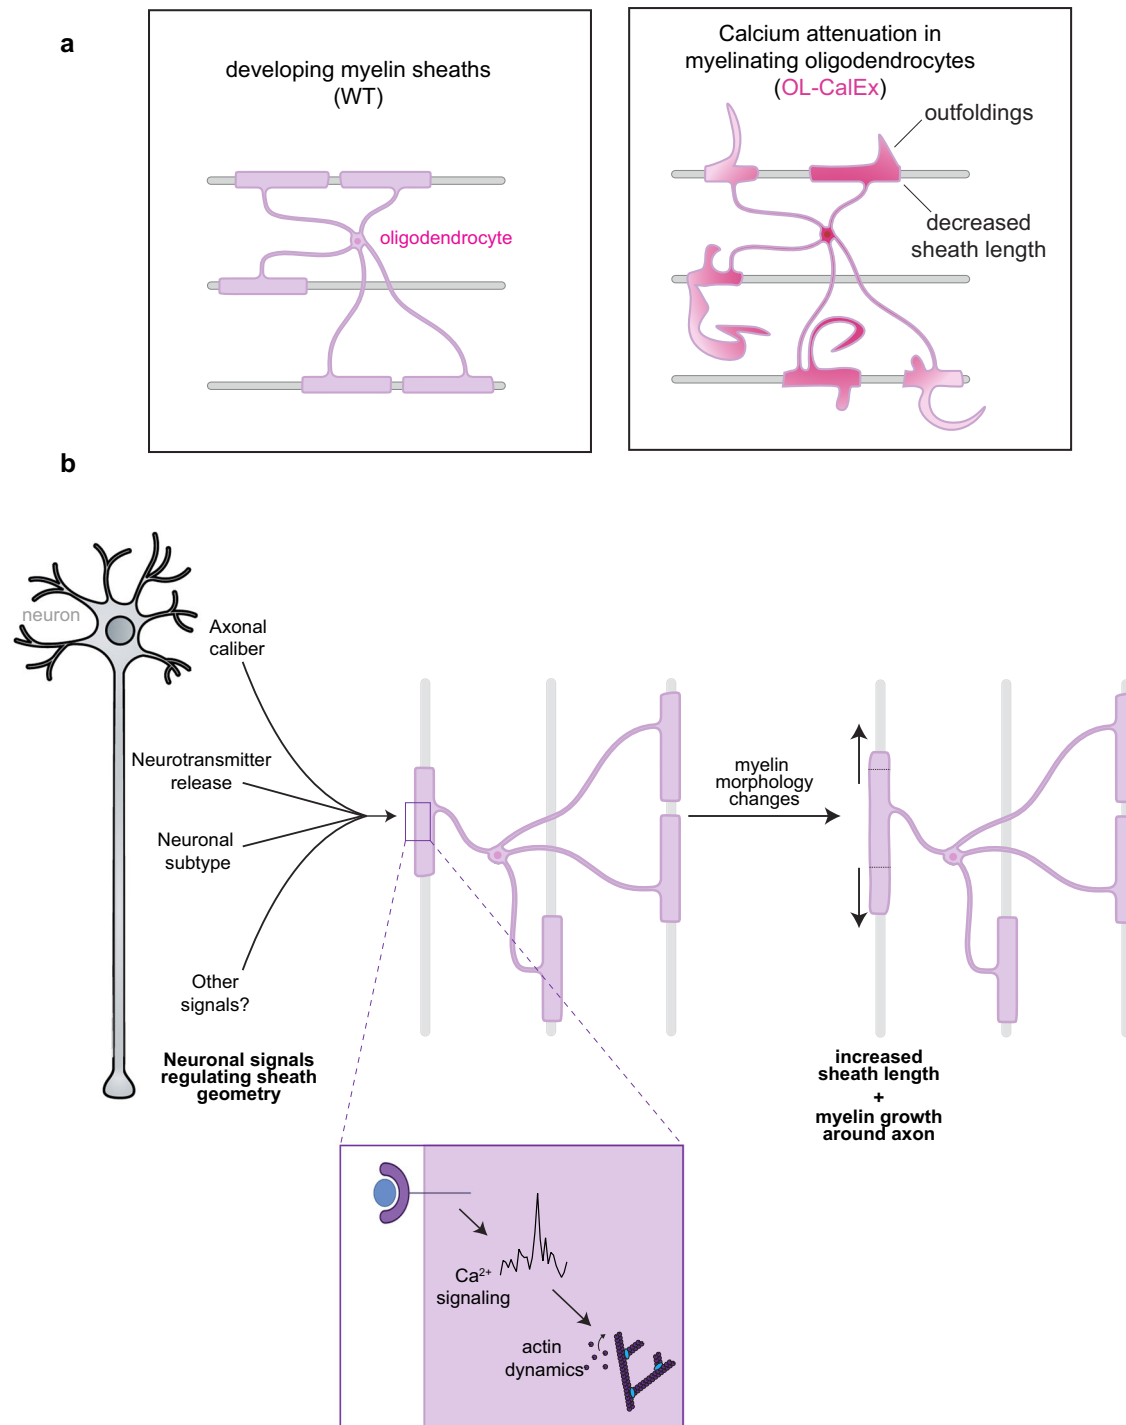 a
developing myelin sheaths
(WT)
oligodendrocyte
Calcium attenuation in
myelinating oligodendrocytes
(OL-CalEx)
outfoldings
decreased
sheath length
b
neuron
Axonal
caliber
Neurotransmitter
release
Neuronal
subtype
Other
signals?
Neuronal signals
regulating sheath
geometry
myelin
morphology
changes
increased
sheath length
+
myelin growth
around axon
Ca²⁺
signaling
actin
dynamics